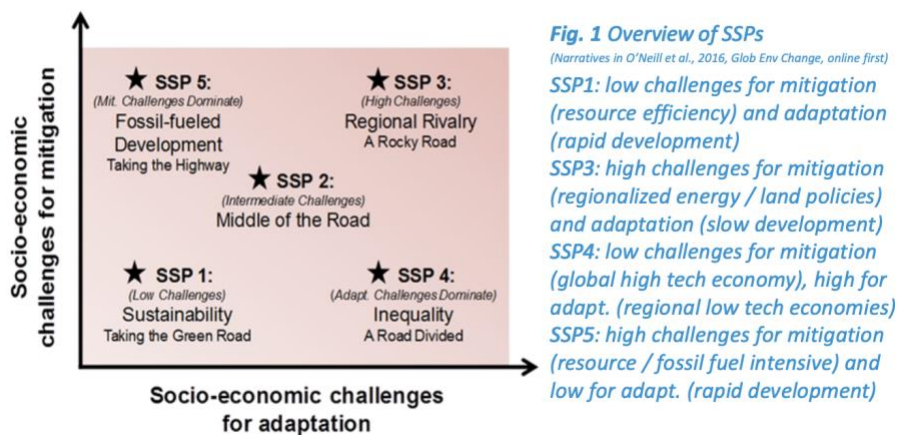 Socio-economic
challenges for mitigation
★ SSP 5:
(Mit. Challenges Dominate)
Fossil-fueled
Development
Taking the Highway
★ SSP 3:
(High Challenges)
Regional Rivalry
A Rocky Road
★ SSP 2:
(Intermediate Challenges)
Middle of the Road
★ SSP 1:
(Low Challenges)
Sustainability
Taking the Green Road
★ SSP 4:
(Adapt. Challenges Dominate)
Inequality
A Road Divided
Socio-economic challenges
for adaptation
Fig. 1 Overview of SSPs
(Narratives in O'Neill et al., 2016, Glob Env Change, online first)
SSP1: low challenges for mitigation
(resource efficiency) and adaptation
(rapid development)
SSP3: high challenges for mitigation
(regionalized energy / land policies)
and adaptation (slow development)
SSP4: low challenges for mitigation
(global high tech economy), high for
adapt. (regional low tech economies)
SSP5: high challenges for mitigation
(resource / fossil fuel intensive) and
low for adapt. (rapid development)